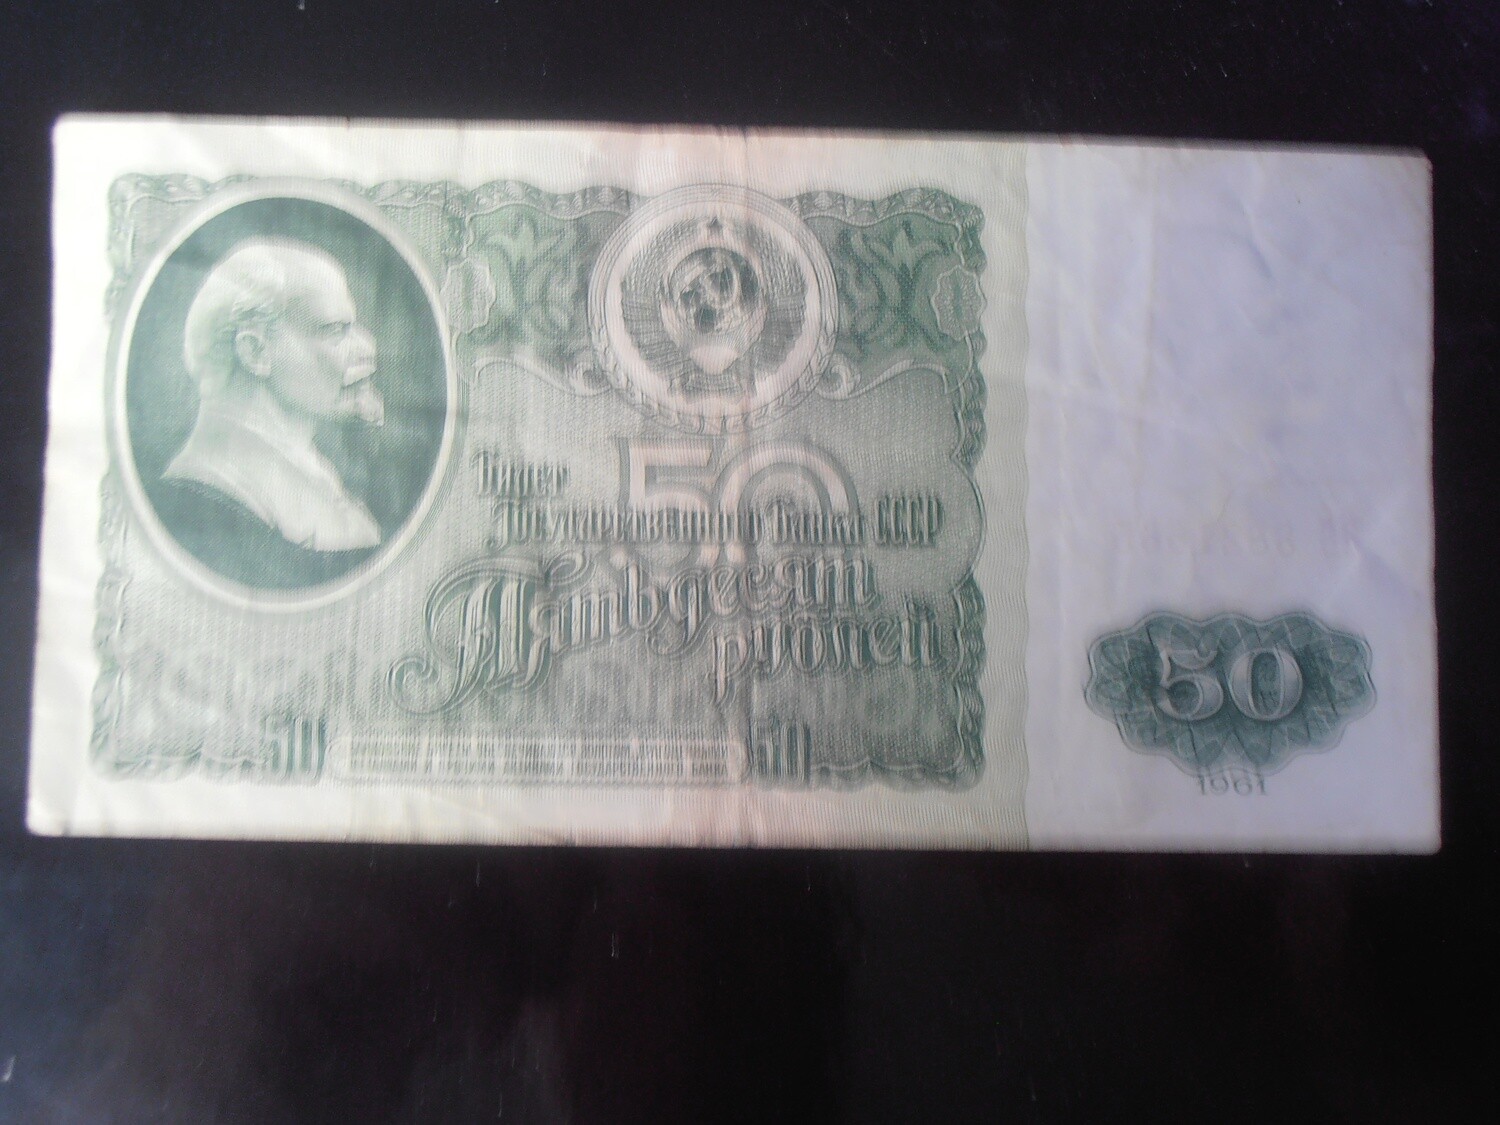 50
Билет
Государственного Банка СССР
Пятьдесят
рублей
50 50
50
1961